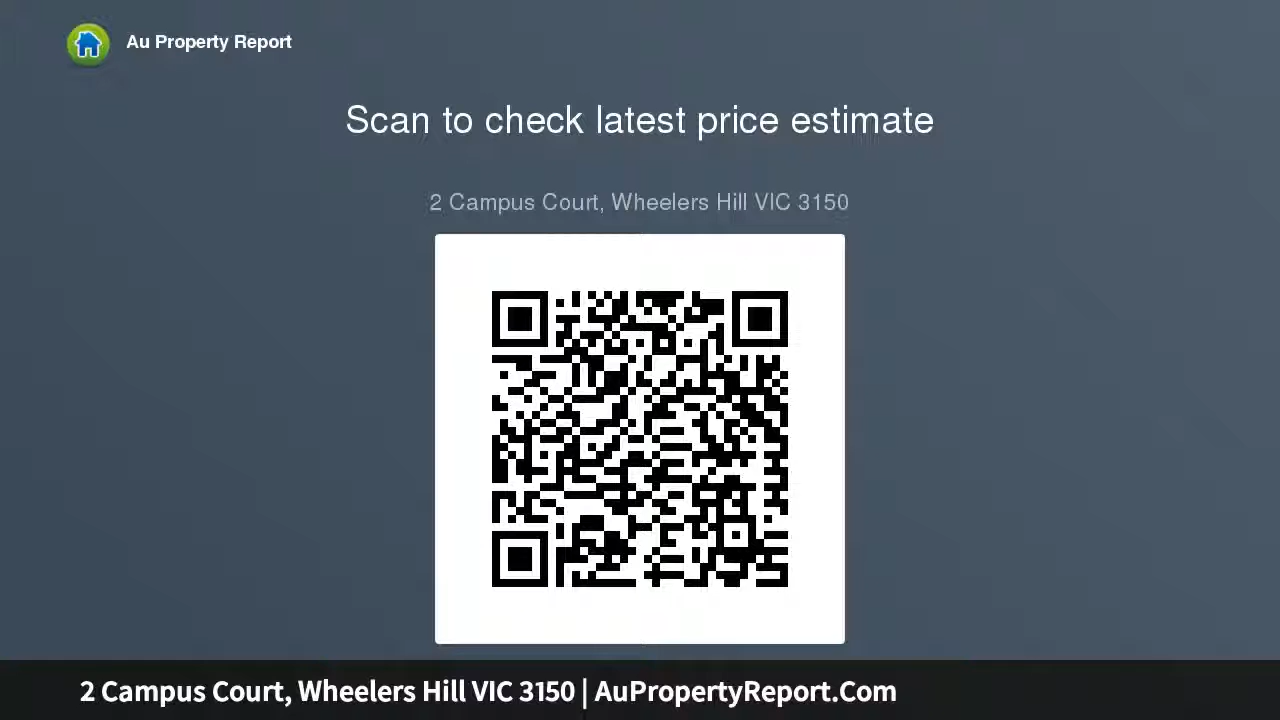 Au Property Report
Scan to check latest price estimate
2 Campus Court, Wheelers Hill VIC 3150
2 Campus Court, Wheelers Hill VIC 3150 | AuPropertyReport.Com